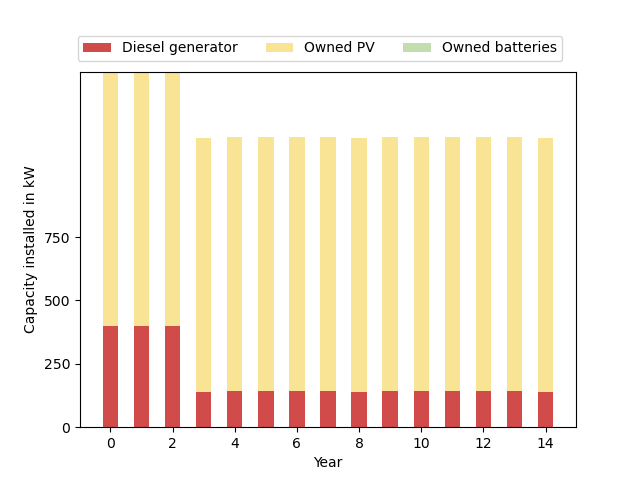 Diesel generator Owned PV Owned batteries
Capacity installed in kW
750
500
250
0
0 2 4 6 8 10 12 14
Year